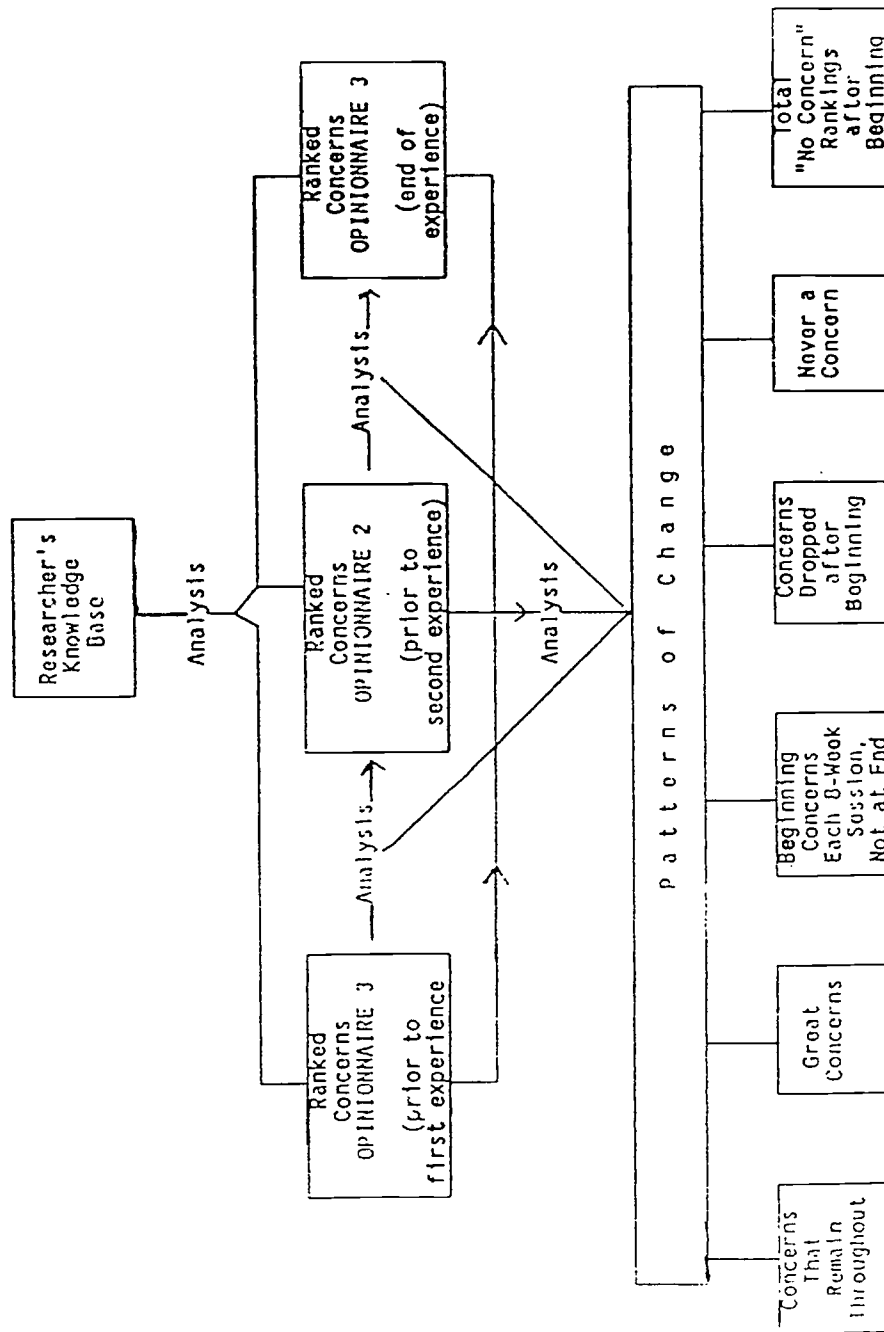 Researcher's
Knowledge
Base
Analysis
Ranked
Concerns
OPINIONNAIRE 3
(prior to
first experience
Analysis
Ranked
Concerns
OPINIONNAIRE 2
(prior to
second experience)
Analysis
Ranked
Concerns
OPINIONNAIRE 3
(end of
experience)
Analysis
Patterns of Change
Concerns
That
Remain
Throughout
Great
Concerns
Beginning
Concerns
Each 8-Week
Session,
Not at End
Concerns
Dropped
after
Beginning
Never a
Concern
Total
"No Concern"
Rankings
after
Beginning